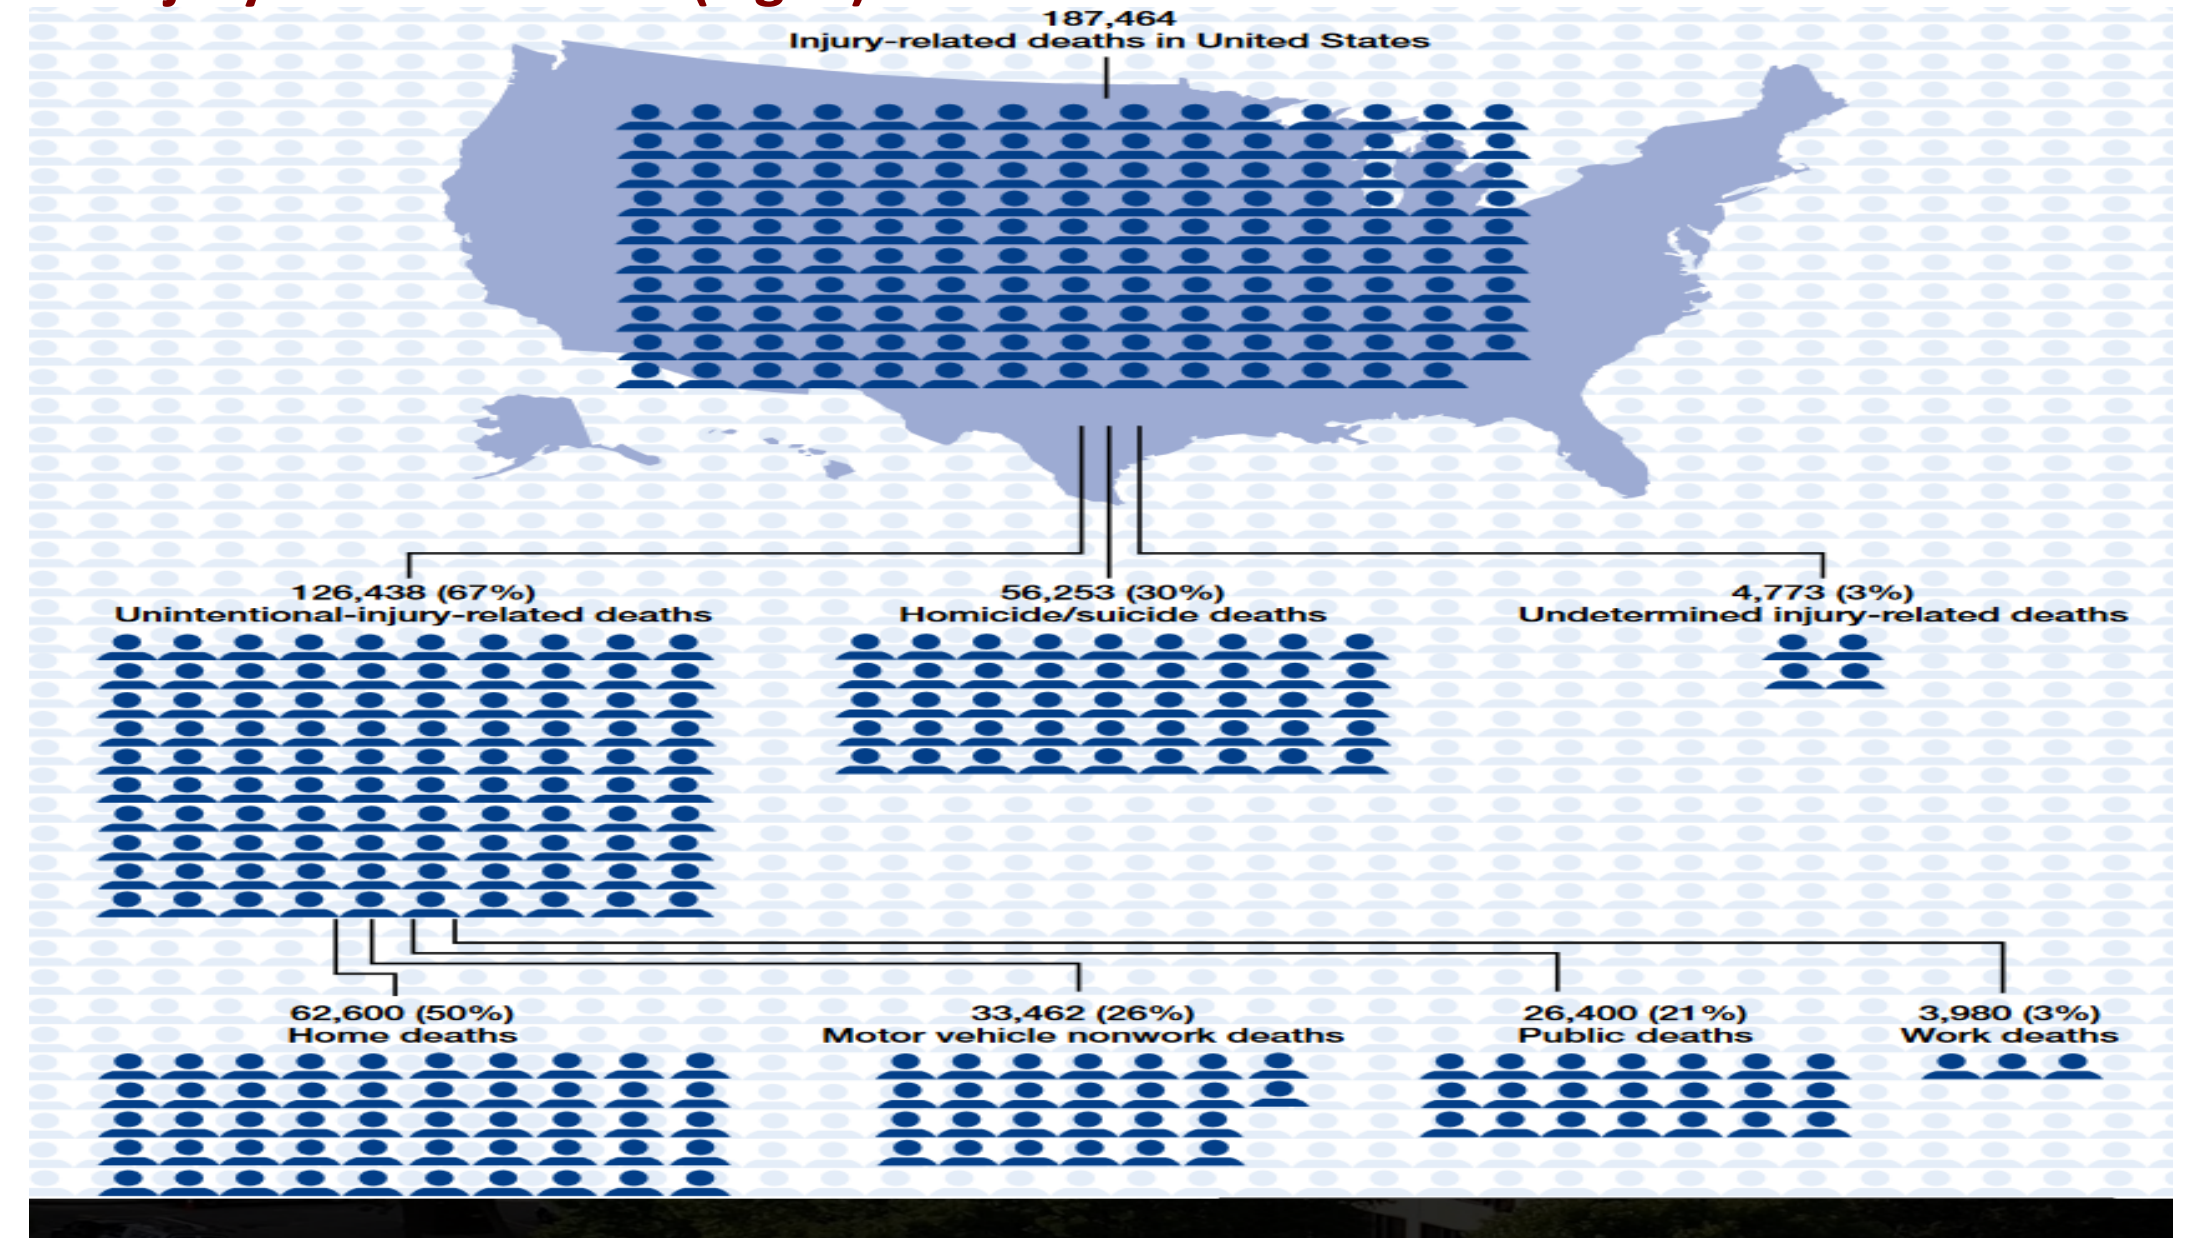 187,464
Injury-related deaths in United States
126,438 (67%)
Unintentional-injury-related deaths
56,253 (30%)
Homicide/suicide deaths
4,773 (3%)
Undetermined injury-related deaths
62,600 (50%)
Home deaths
33,462 (26%)
Motor vehicle nonwork deaths
26,400 (21%)
Public deaths
3,980 (3%)
Work deaths